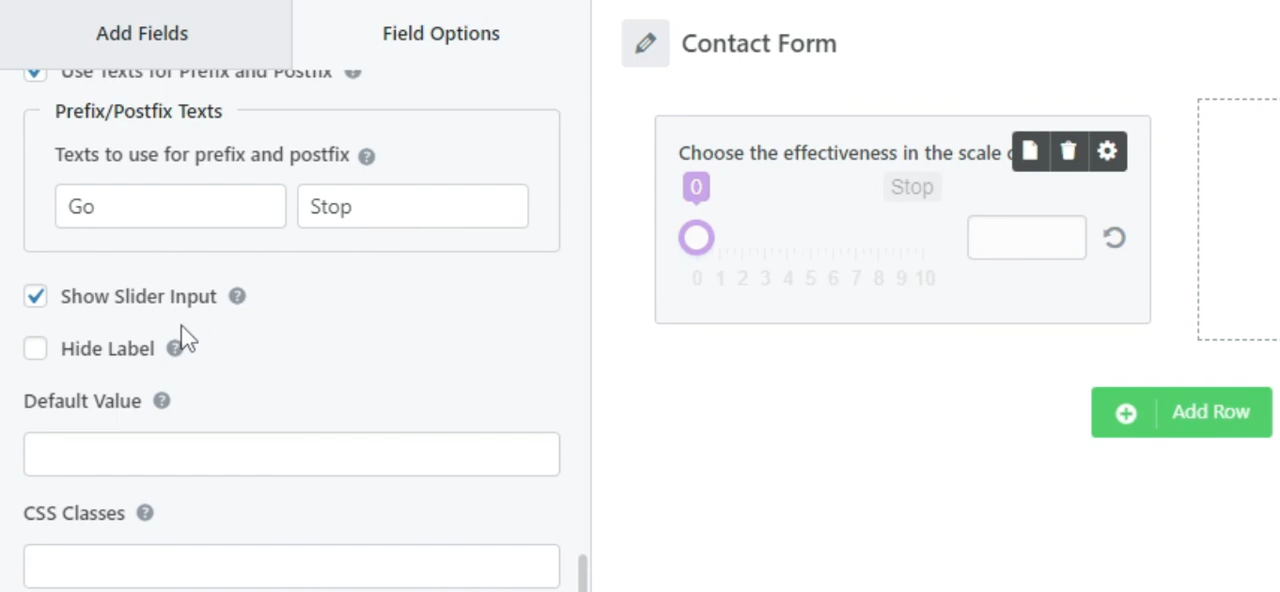 Add Fields
Field Options
Use Texts for Prefix and Postfix
Prefix/Postfix Texts
Texts to use for prefix and postfix
Go
Stop
Show Slider Input
Hide Label
Default Value
CSS Classes
Contact Form
Choose the effectiveness in the scale
0
Stop
0 1 2 3 4 5 6 7 8 9 10
Add Row